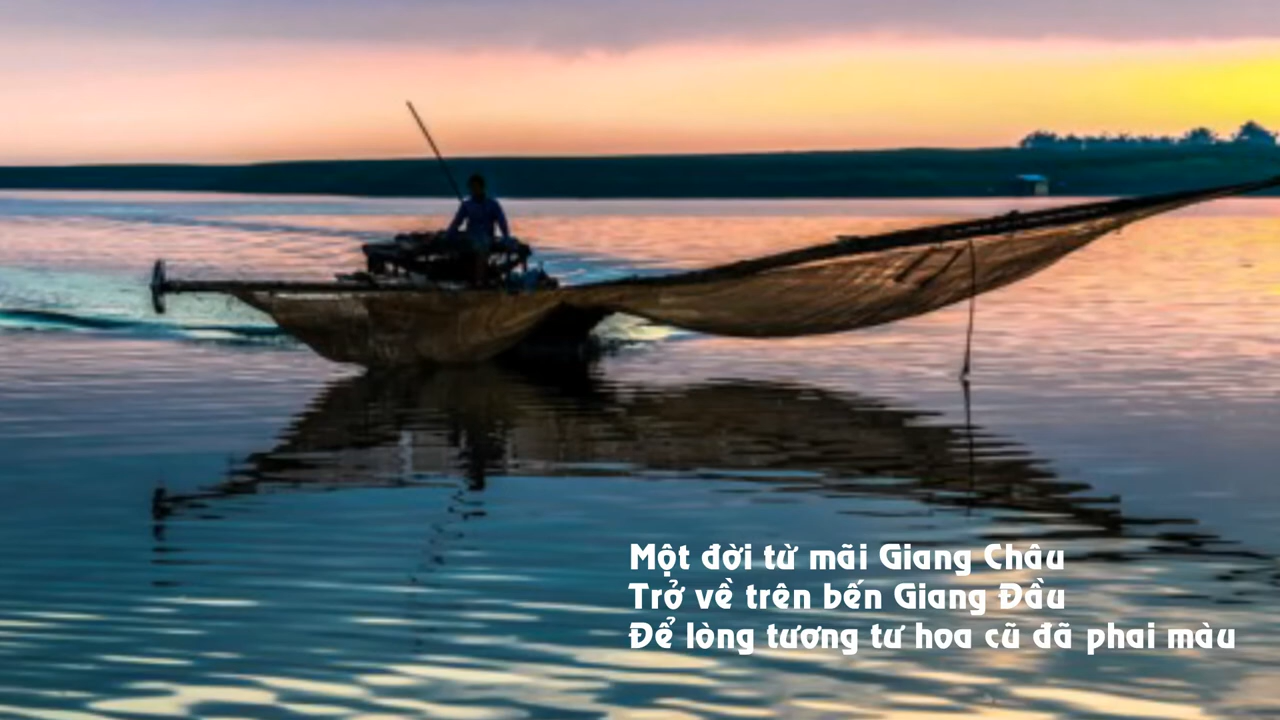 Một đời từ mãi Giang Châu
Trở về trên bến Giang Đầu
Để lòng tương tư hoa cũ đã phai màu